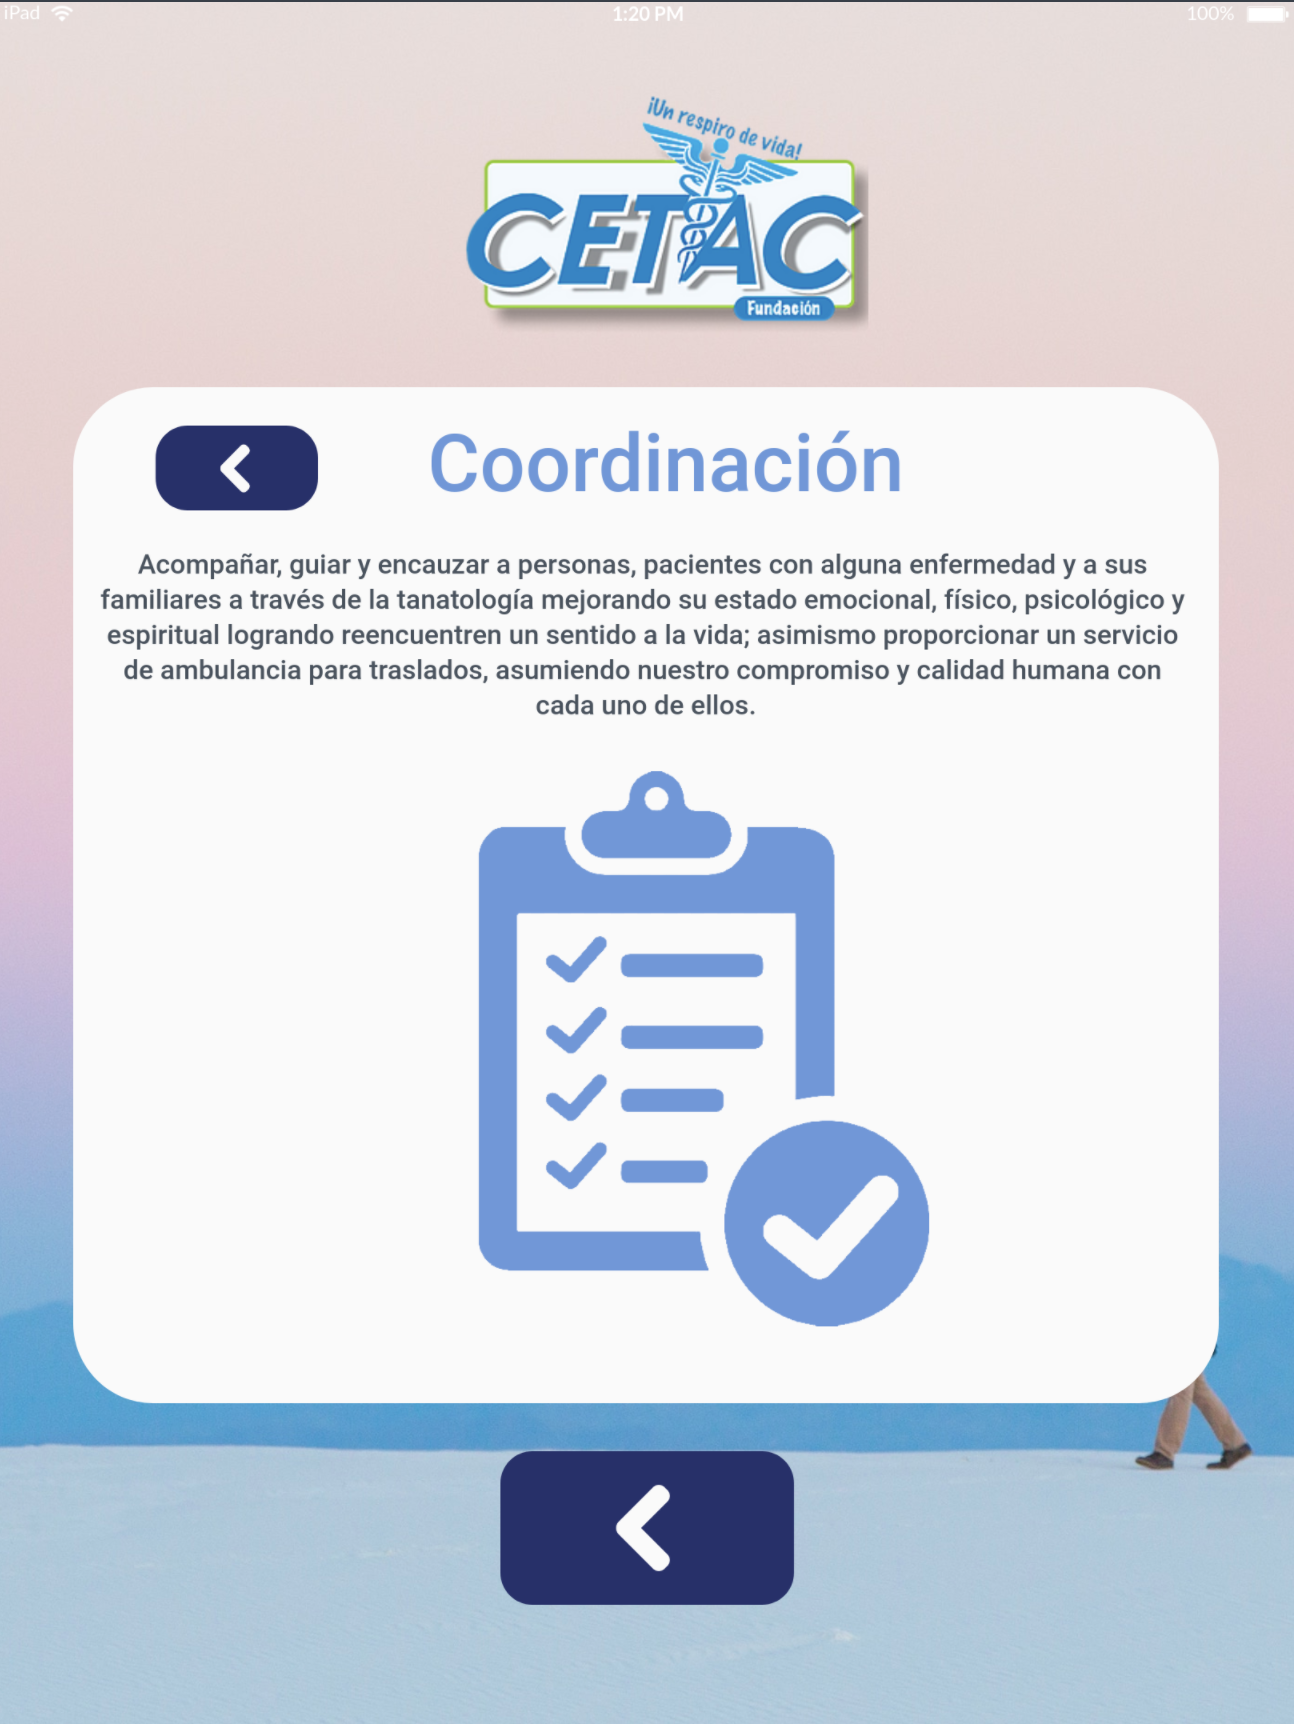 iPad
1:20 PM
100%
¡Un respiro de vida!
CETAC
Fundación
Coordinación
Acompañar, guiar y encauzar a personas, pacientes con alguna enfermedad y a sus
familiares a través de la tanatología mejorando su estado emocional, físico, psicológico y
espiritual logrando reencuentren un sentido a la vida; asimismo proporcionar un servicio
de ambulancia para traslados, asumiendo nuestro compromiso y calidad humana con
cada uno de ellos.